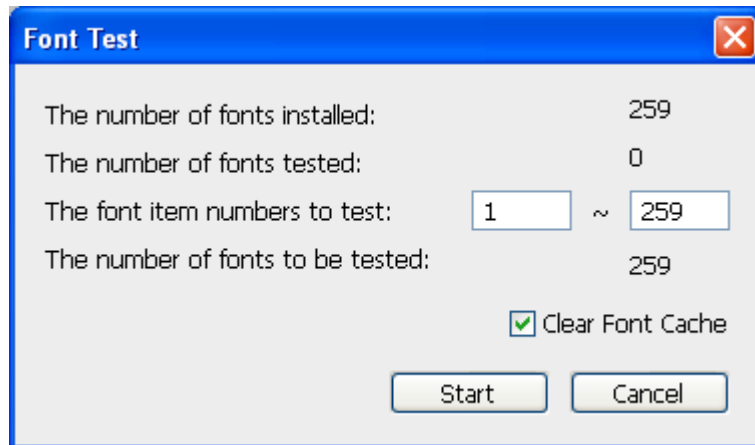 Font Test
The number of fonts installed: 259
The number of fonts tested: 0
The font item numbers to test: 1 ~ 259
The number of fonts to be tested: 259
Clear Font Cache
Start Cancel